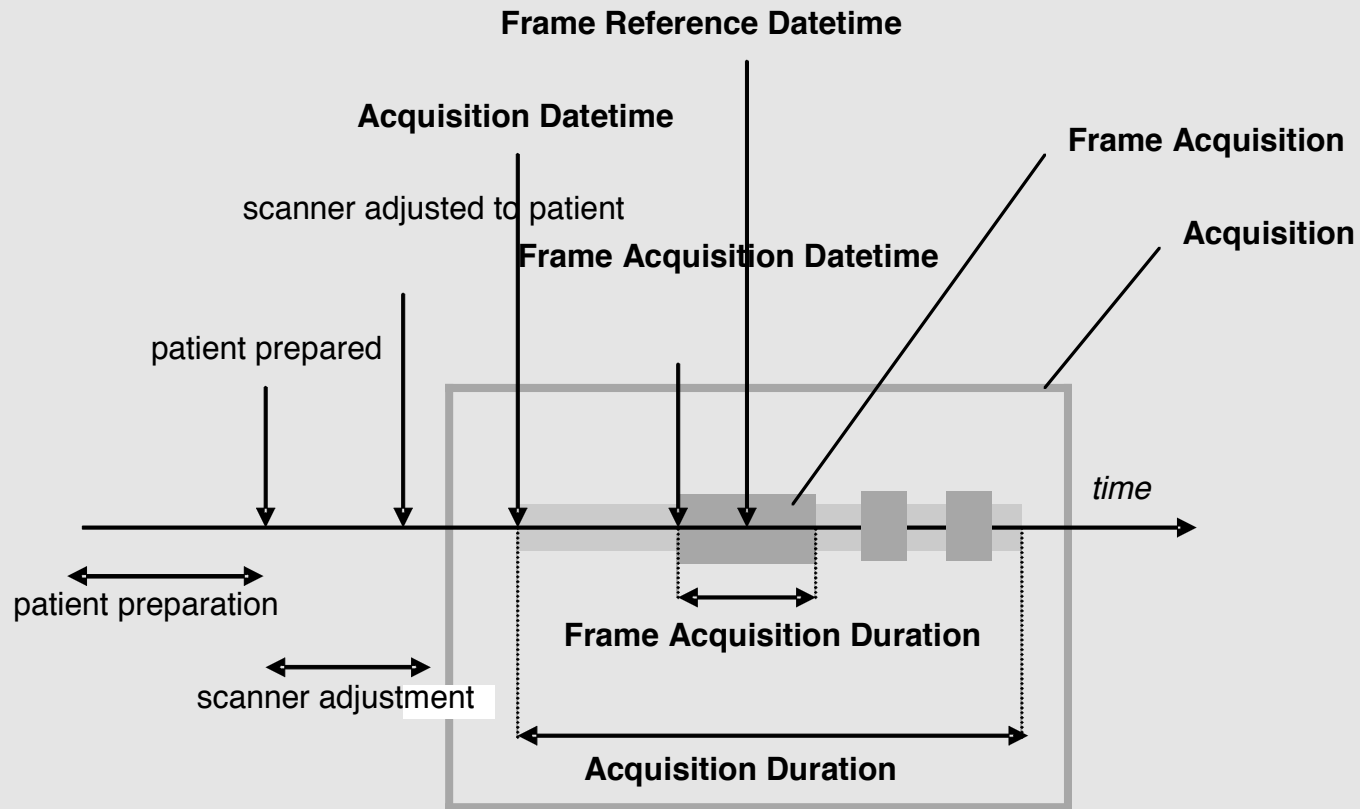 Frame Reference Datetime
Acquisition Datetime
Frame Acquisition
scanner adjusted to patient
Acquisition
Frame Acquisition Datetime
patient prepared
time
patient preparation
Frame Acquisition Duration
scanner adjustment
Acquisition Duration